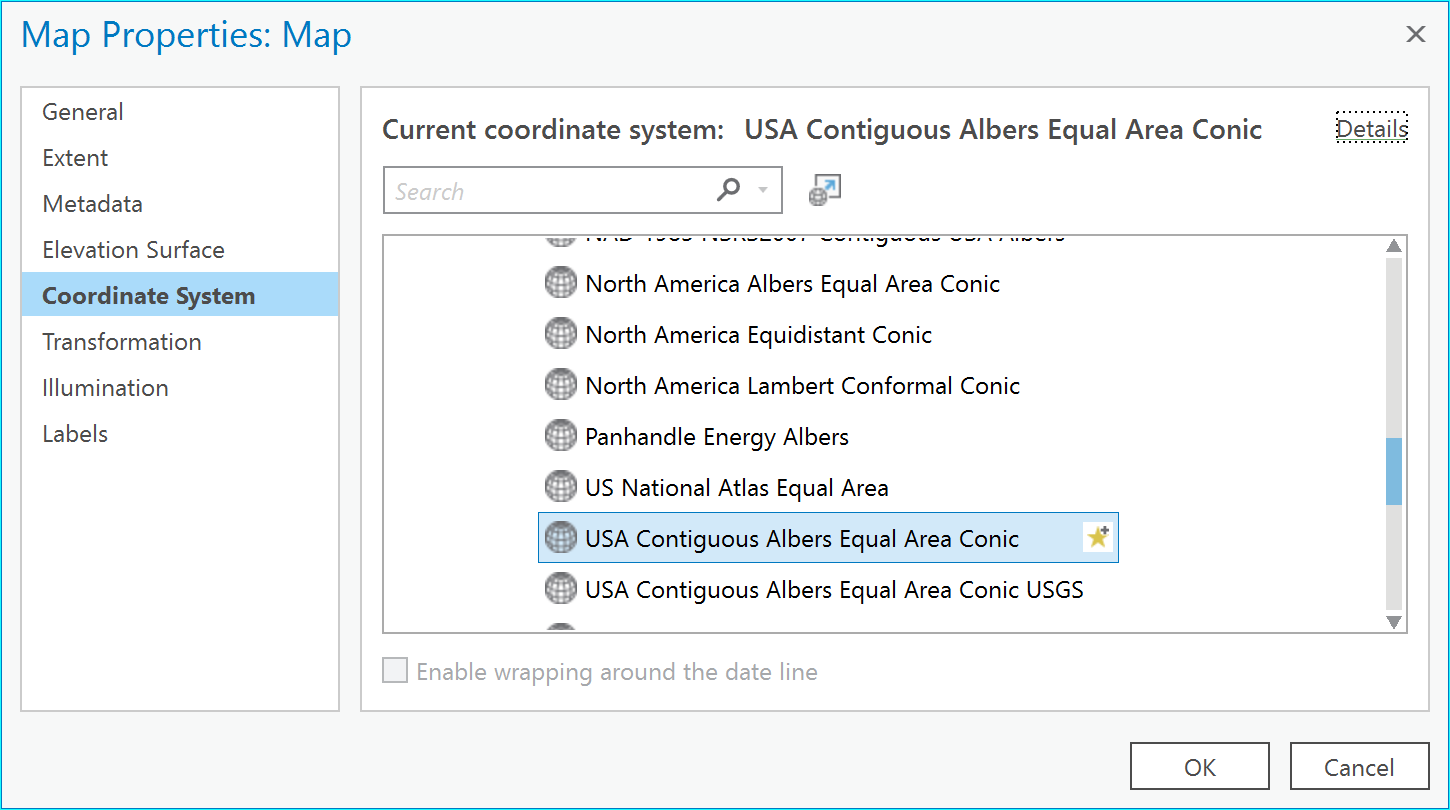 Map Properties: Map
General
Extent
Metadata
Elevation Surface
Coordinate System
Transformation
Illumination
Labels
Current coordinate system: USA Contiguous Albers Equal Area Conic Details
Search
Contiguous USA Albers
North America Albers Equal Area Conic
North America Equidistant Conic
North America Lambert Conformal Conic
Panhandle Energy Albers
US National Atlas Equal Area
USA Contiguous Albers Equal Area Conic
USA Contiguous Albers Equal Area Conic USGS
Enable wrapping around the date line
OK Cancel